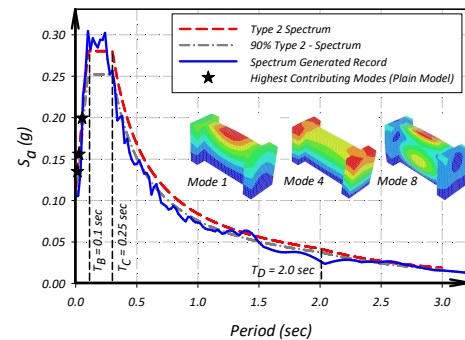 0.30
0.25
0.20
0.15
0.10
0.05
0.00
Sa (g)
Type 2 Spectrum
90% Type 2 - Spectrum
Spectrum Generated Record
Highest Contributing Modes (Plain Model)
Mode 1
Mode 4
Mode 8
TB = 0.1 sec
TC = 0.25 sec
TD = 2.0 sec
0.0 0.5 1.0 1.5 2.0 2.5 3.0
Period (sec)